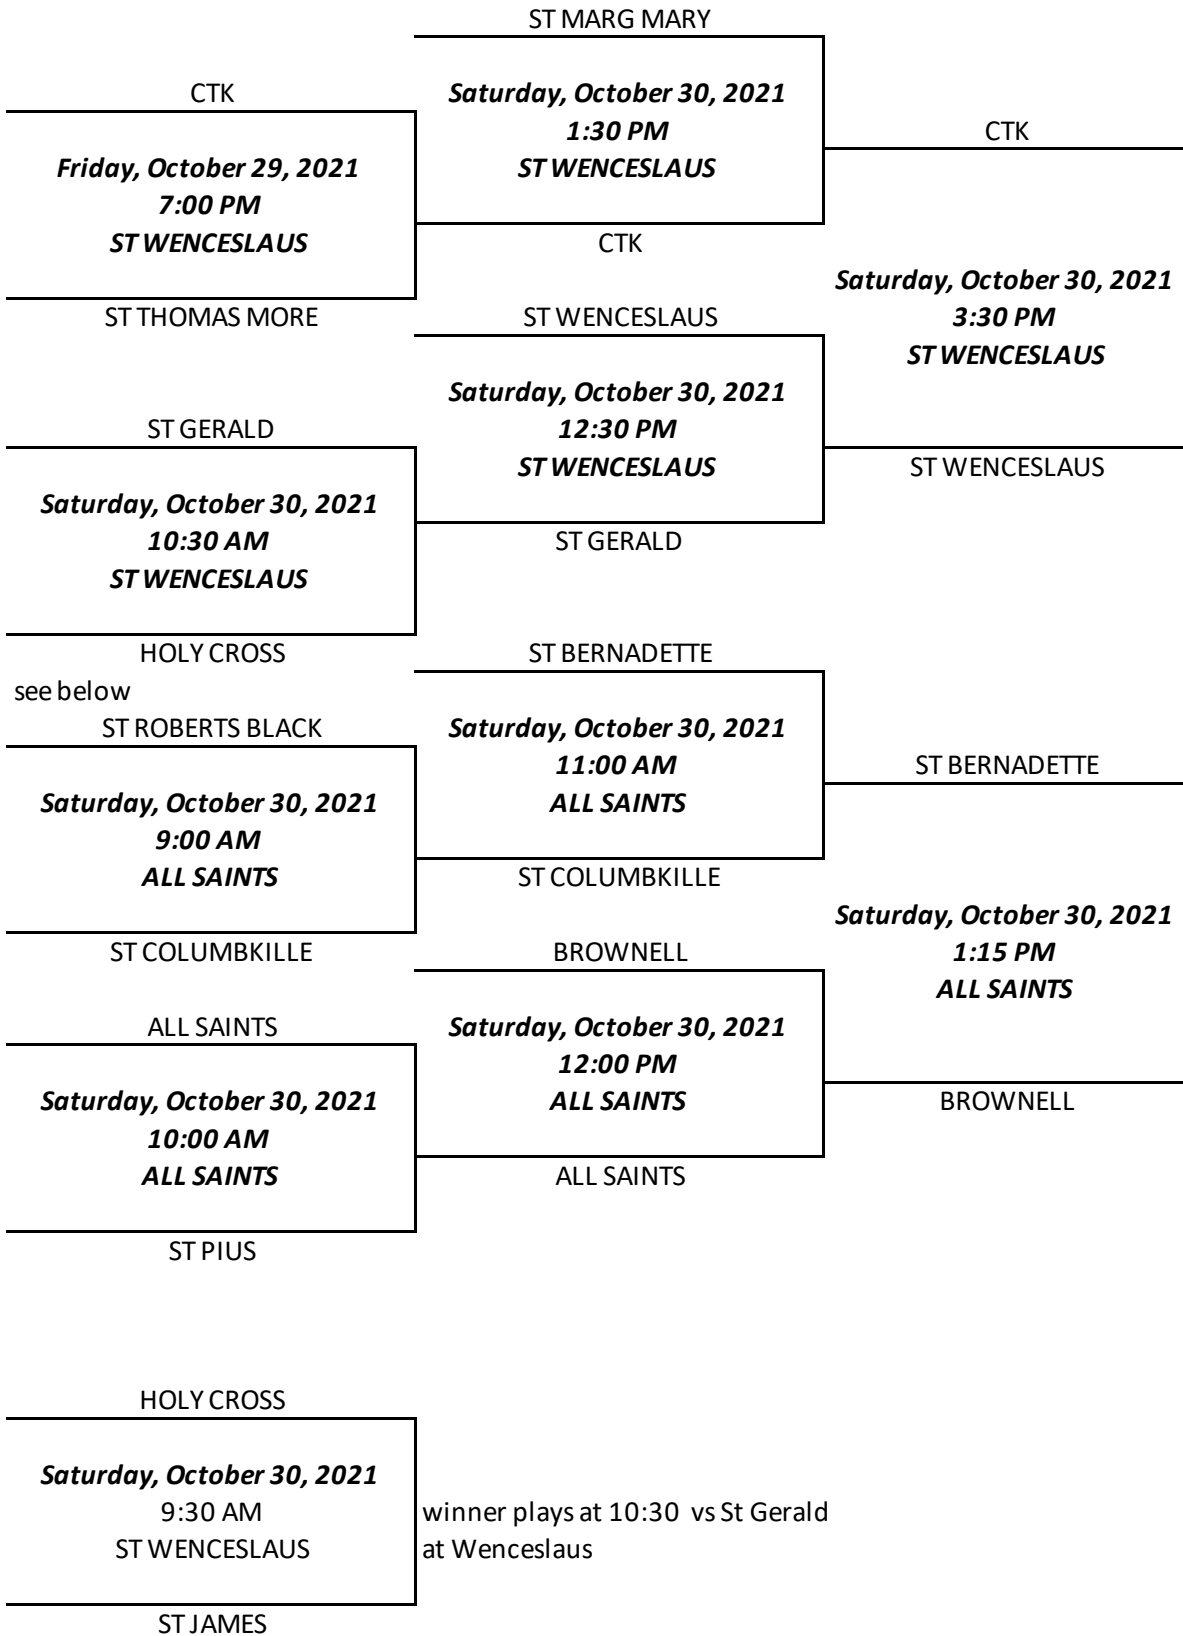 ST MARG MARY
CTK
Saturday, October 30, 2021
1:30 PM
ST WENCESLAUS
CTK
Friday, October 29, 2021
7:00 PM
ST WENCESLAUS
CTK
ST THOMAS MORE
ST WENCESLAUS
Saturday, October 30, 2021
3:30 PM
ST WENCESLAUS
ST GERALD
Saturday, October 30, 2021
12:30 PM
ST WENCESLAUS
ST WENCESLAUS
Saturday, October 30, 2021
10:30 AM
ST WENCESLAUS
ST GERALD
HOLY CROSS
ST BERNADETTE
see below
ST ROBERTS BLACK
Saturday, October 30, 2021
11:00 AM
ALL SAINTS
ST BERNADETTE
Saturday, October 30, 2021
9:00 AM
ALL SAINTS
ST COLUMBKILLE
ST COLUMBKILLE
BROWNELL
Saturday, October 30, 2021
1:15 PM
ALL SAINTS
ALL SAINTS
Saturday, October 30, 2021
12:00 PM
ALL SAINTS
BROWNELL
Saturday, October 30, 2021
10:00 AM
ALL SAINTS
ALL SAINTS
ST PIUS
HOLY CROSS
Saturday, October 30, 2021
9:30 AM
ST WENCESLAUS
winner plays at 10:30 vs St Gerald
at Wenceslaus
ST JAMES